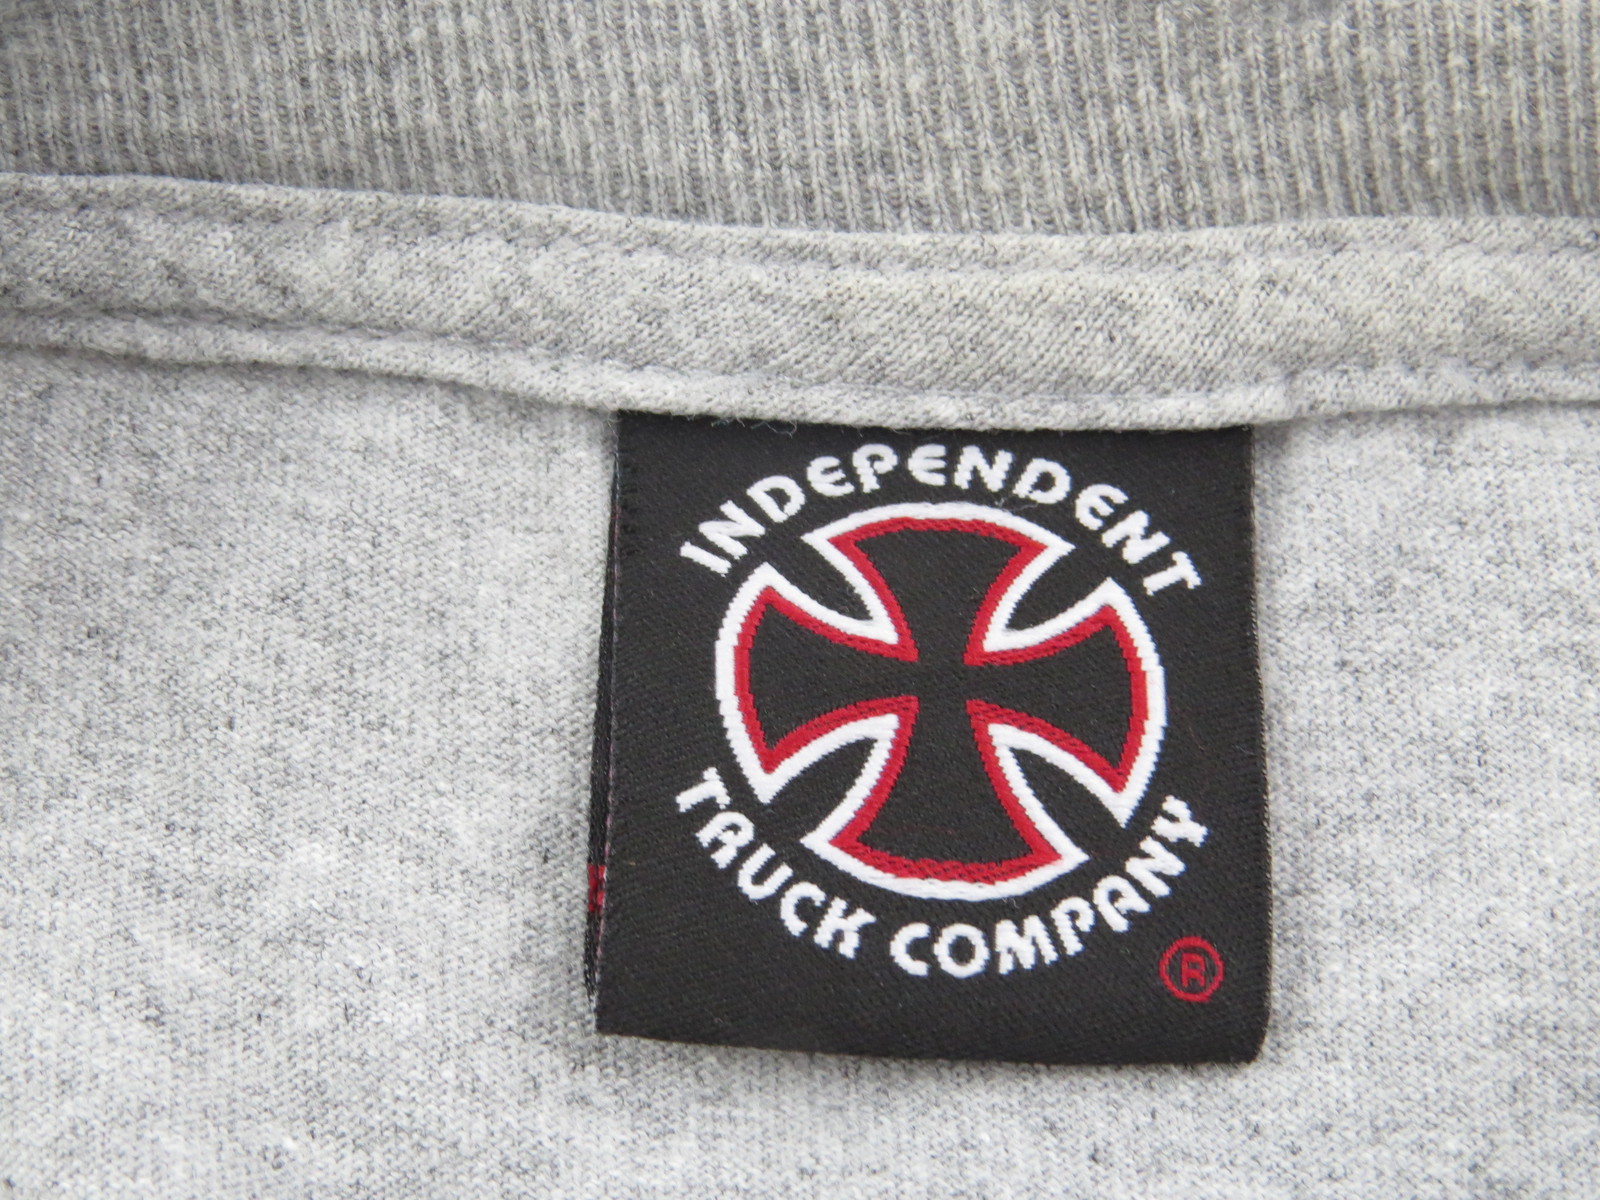 INDEPENDENT
TRUCK COMPANY
®